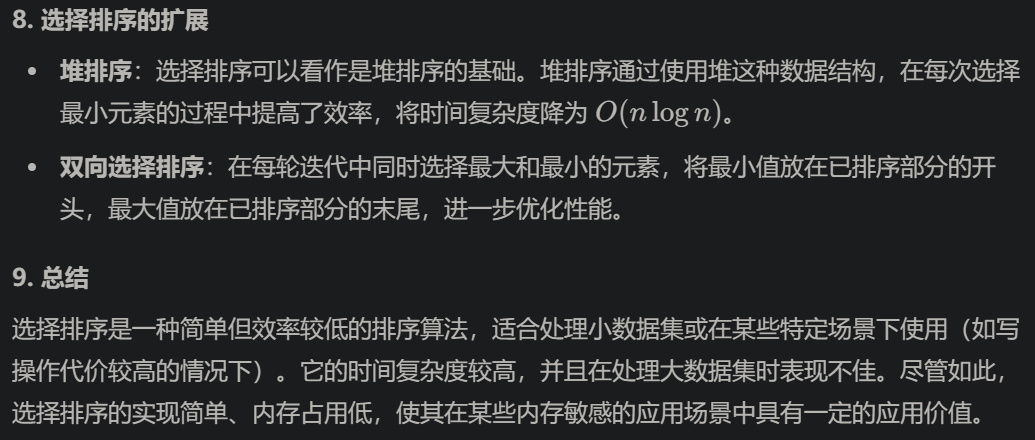 8. 选择排序的扩展
• 堆排序：选择排序可以看作是堆排序的基础。堆排序通过使用堆这种数据结构，在每次选择
最小元素的过程中提高了效率，将时间复杂度降为 O(n log n)。
• 双向选择排序：在每轮迭代中同时选择最大和最小的元素，将最小值放在已排序部分的开
头，最大值放在已排序部分的末尾，进一步优化性能。
9. 总结
选择排序是一种简单但效率较低的排序算法，适合处理小数据集或在某些特定场景下使用（如写
操作代价较高的情况下）。它的时间复杂度较高，并且在处理大数据集时表现不佳。尽管如此，
选择排序的实现简单、内存占用低，使其在某些内存敏感的应用场景中具有一定的应用价值。